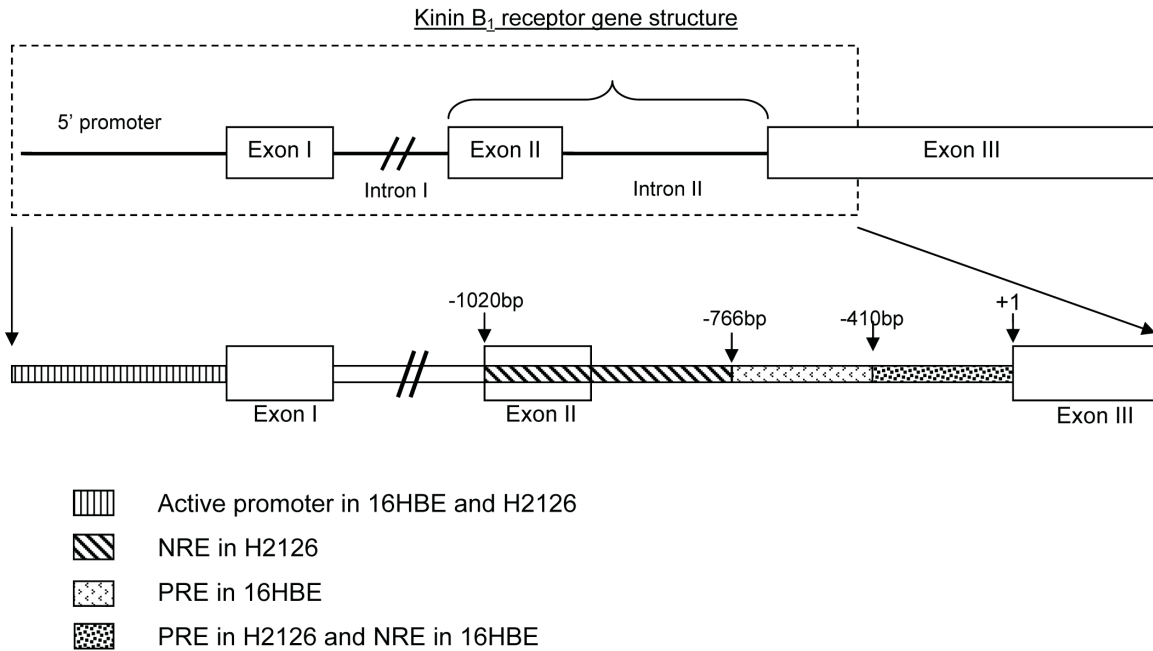 Kinin B₁ receptor gene structure
5' promoter
Exon I
Exon II
Exon III
Intron I
Intron II
-1020bp
-766bp
-410bp
+1
Exon I
Exon II
Exon III
Active promoter in 16HBE and H2126
NRE in H2126
PRE in 16HBE
PRE in H2126 and NRE in 16HBE